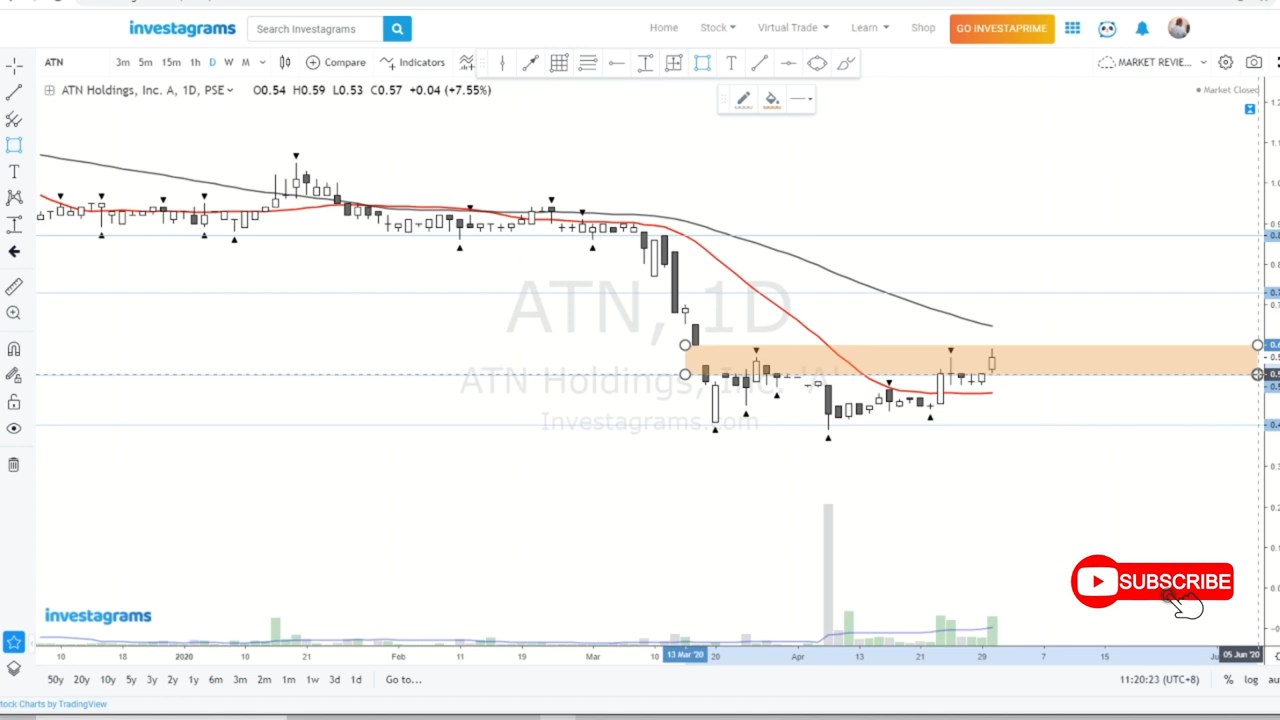 investagrams
Search Investagrams
Home
Stock
Virtual Trade
Learn
Shop
GO INVESTAPRIME
ATN
3m 5m 15m 1h D W M
Compare
Indicators
MARKET REVIE...
ATN Holdings, Inc. A, 1D, PSE
O0.54 H0.59 L0.53 C0.57 +0.04 (+7.55%)
Market Closed
ATN, 1D
ATN Holdings, Inc. 'A'
Investagrams.com
SUBSCRIBE
investagrams
10 18 2020 10 21 Feb 11 19 Mar 10 13 Mar '20 20 Apr 13 21 29 7 15 05 Jun '20
50y 20y 10y 5y 3y 2y 1y 6m 3m 2m 1m 1w 3d 1d Go to...
11:20:23 (UTC+8)
% log
tock Charts by TradingView